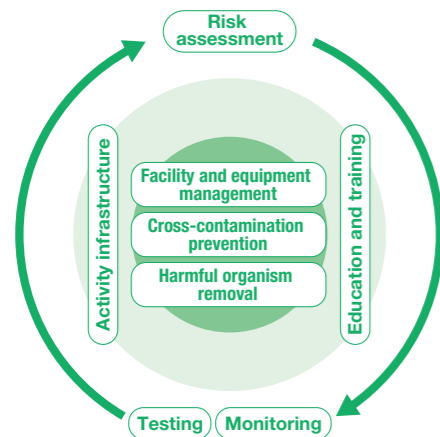 Risk
assessment
Activity infrastructure
Facility and equipment
management
Cross-contamination
prevention
Harmful organism
removal
Education and training
Testing
Monitoring